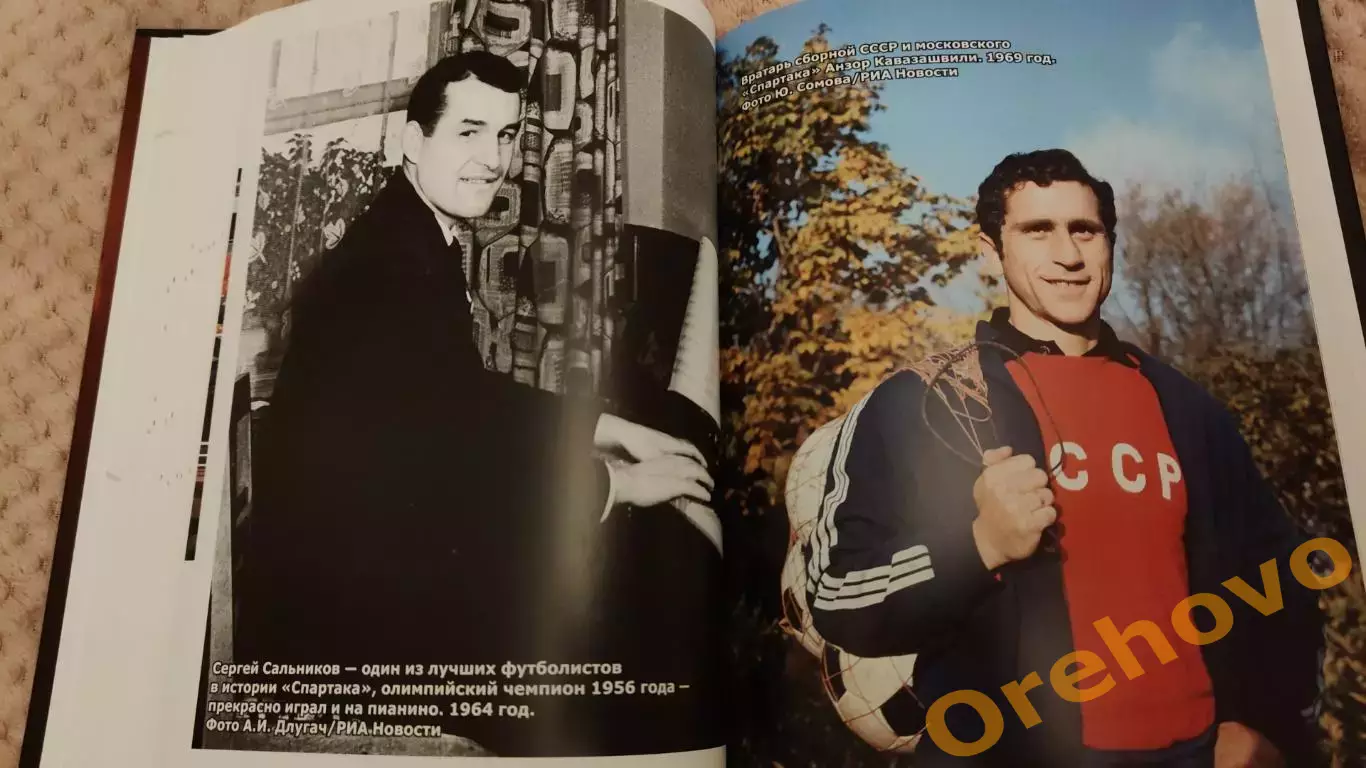 Сергей Сальников – один из лучших футболистов
в истории «Спартака», олимпийский чемпион 1956 года –
прекрасно играл и на пианино. 1964 год.
Фото А.И. Длугач/РИА Новости
Вратарь сборной СССР и московского
«Спартака» Анзор Кавазашвили. 1969 год.
Фото Ю. Сомова/РИА Новости
СССР
Orehovo